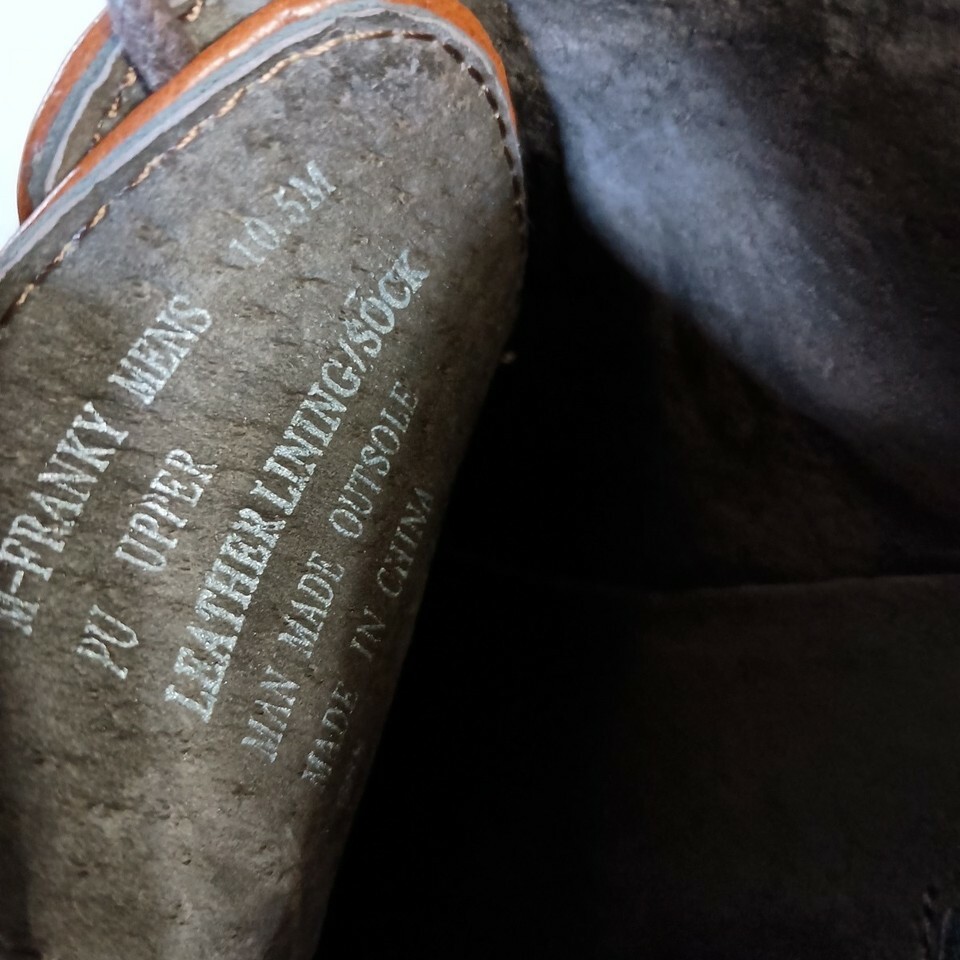 M-FRANKY MENS 10.5M
PU UPPER
LEATHER LINING/SOCK
MAN MADE OUTSOLE
MADE IN CHINA